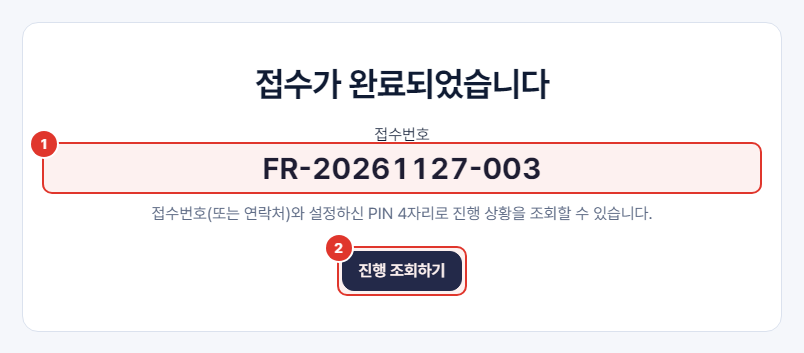 접수가 완료되었습니다
접수번호
1
FR-20261127-003
접수번호(또는 연락처)와 설정하신 PIN 4자리로 진행 상황을 조회할 수 있습니다.
2
진행 조회하기